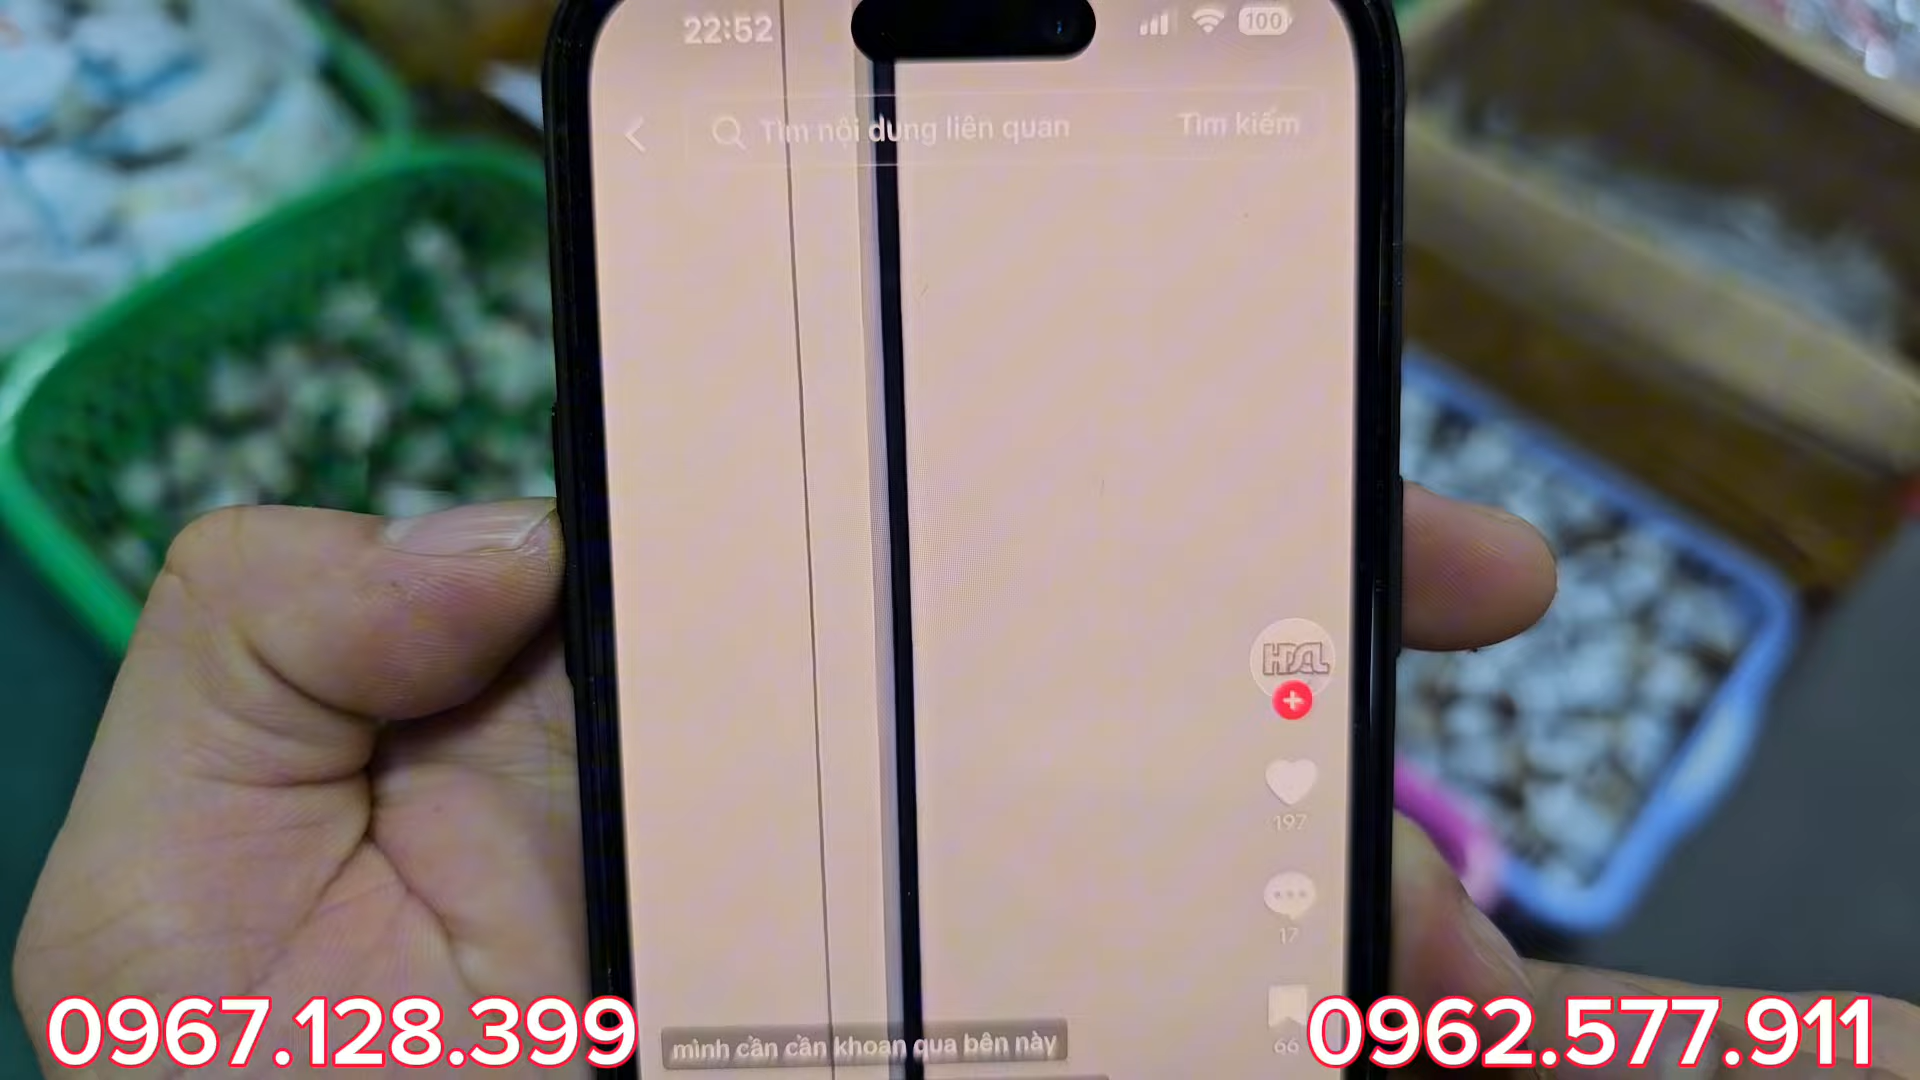 22:52
100
Tìm nội dung liên quan
Tìm kiếm
HDCL
197
17
66
mình cần cần khoan qua bên này
0967.128.399
0962.577.911